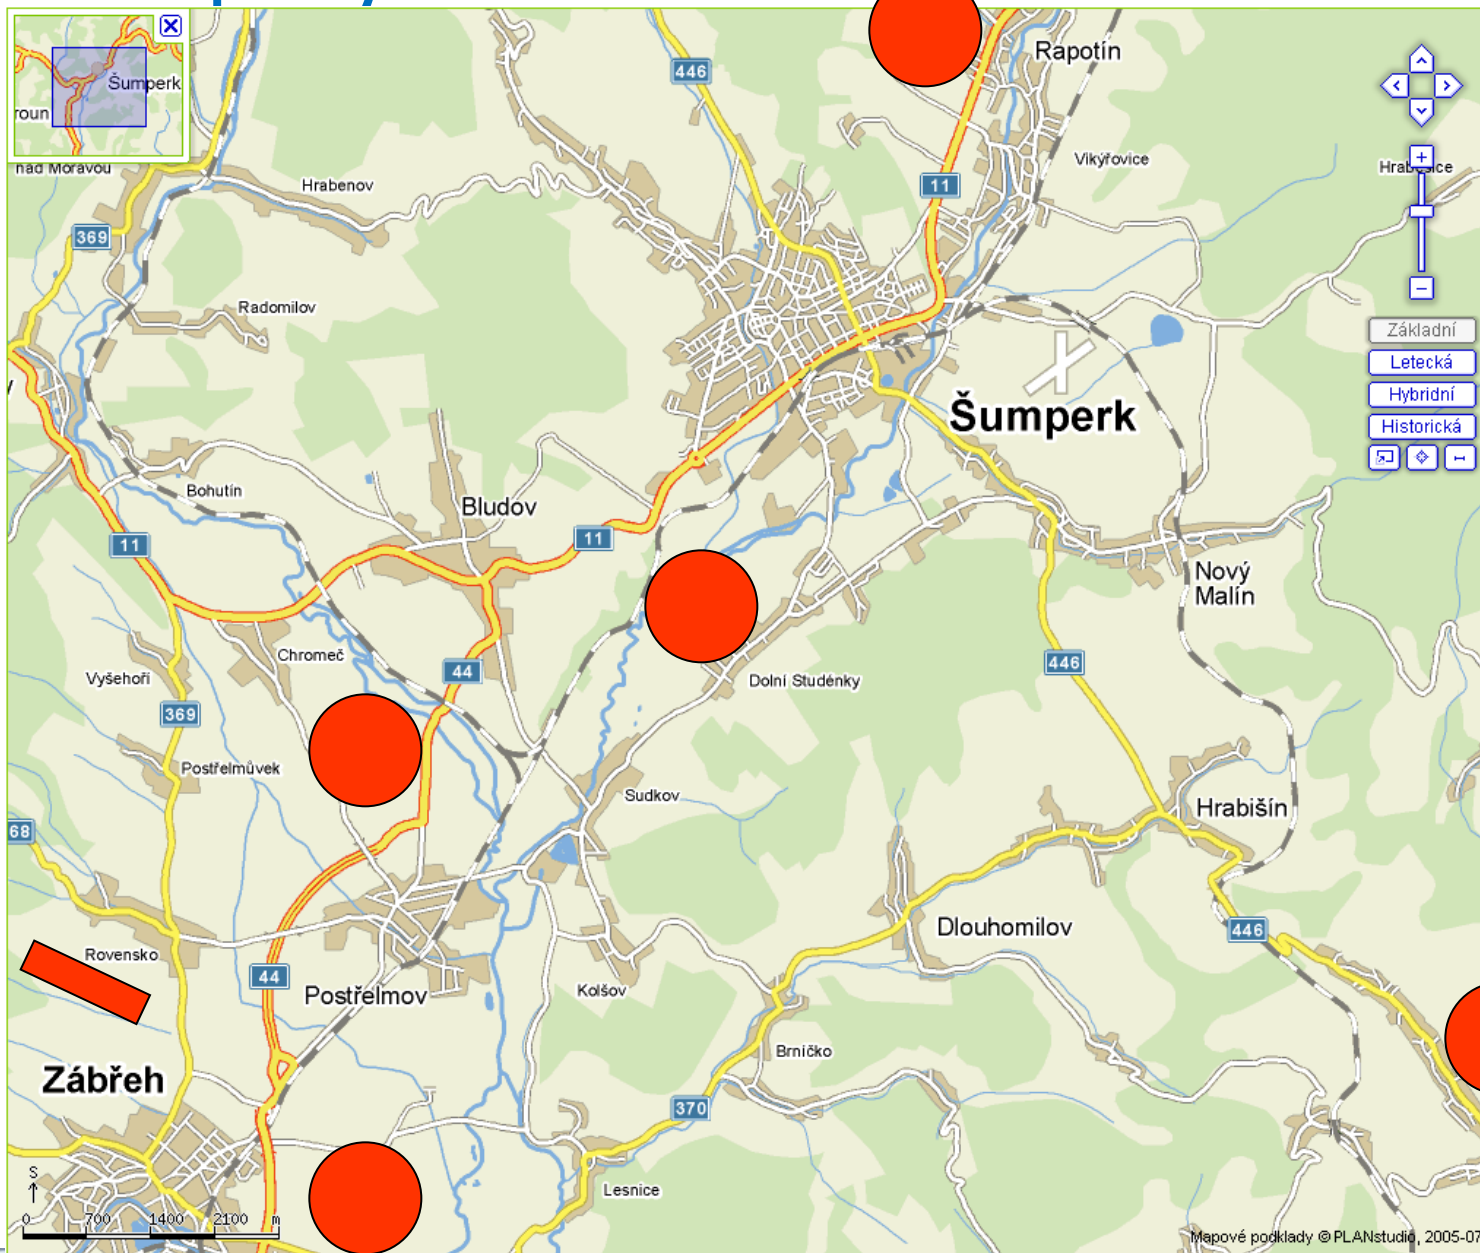 Šumperk
roun
nad Moravou
446
Rapotín
Vikýřovice
Hrabenov
11
369
Radomilov
Základní
Letecká
Hybridní
Historická
Šumperk
Bohutín
Bludov
11
11
Nový
Malín
Chromeč
Vyšehoří
44
Dolní Studénky
446
369
Postřelmůvek
Sudkov
Hrabišín
68
Dlouhomilov
446
Rovensko
44
Postřelmov
Kolšov
Brníčko
Zábřeh
370
S
Lesnice
0 700 1400 2100 m
Mapové podklady © PLANstudio, 2005-07